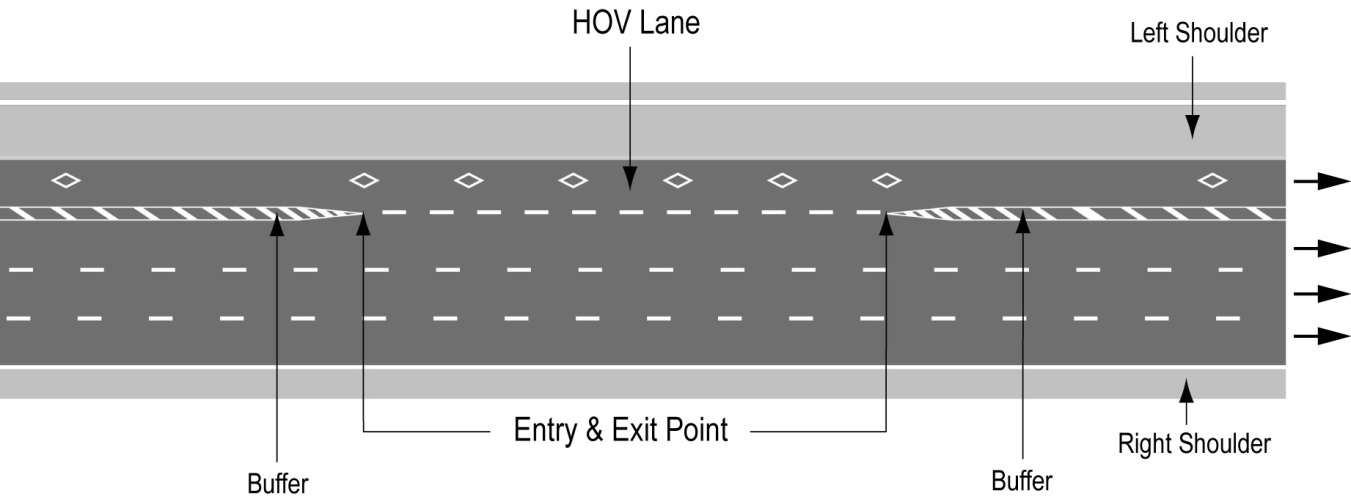 HOV Lane
Left Shoulder
Entry & Exit Point
Right Shoulder
Buffer
Buffer